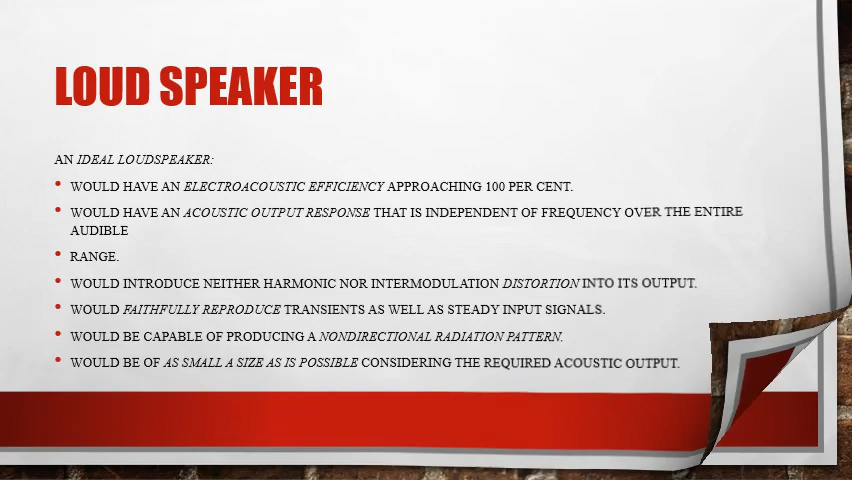 LOUD SPEAKER
AN IDEAL LOUDSPEAKER:
• WOULD HAVE AN ELECTROACOUSTIC EFFICIENCY APPROACHING 100 PER CENT.
• WOULD HAVE AN ACOUSTIC OUTPUT RESPONSE THAT IS INDEPENDENT OF FREQUENCY OVER THE ENTIRE
AUDIBLE
• RANGE.
• WOULD INTRODUCE NEITHER HARMONIC NOR INTERMODULATION DISTORTION INTO ITS OUTPUT.
• WOULD FAITHFULLY REPRODUCE TRANSIENTS AS WELL AS STEADY INPUT SIGNALS.
• WOULD BE CAPABLE OF PRODUCING A NONDIRECTIONAL RADIATION PATTERN.
• WOULD BE OF AS SMALL A SIZE AS IS POSSIBLE CONSIDERING THE REQUIRED ACOUSTIC OUTPUT.